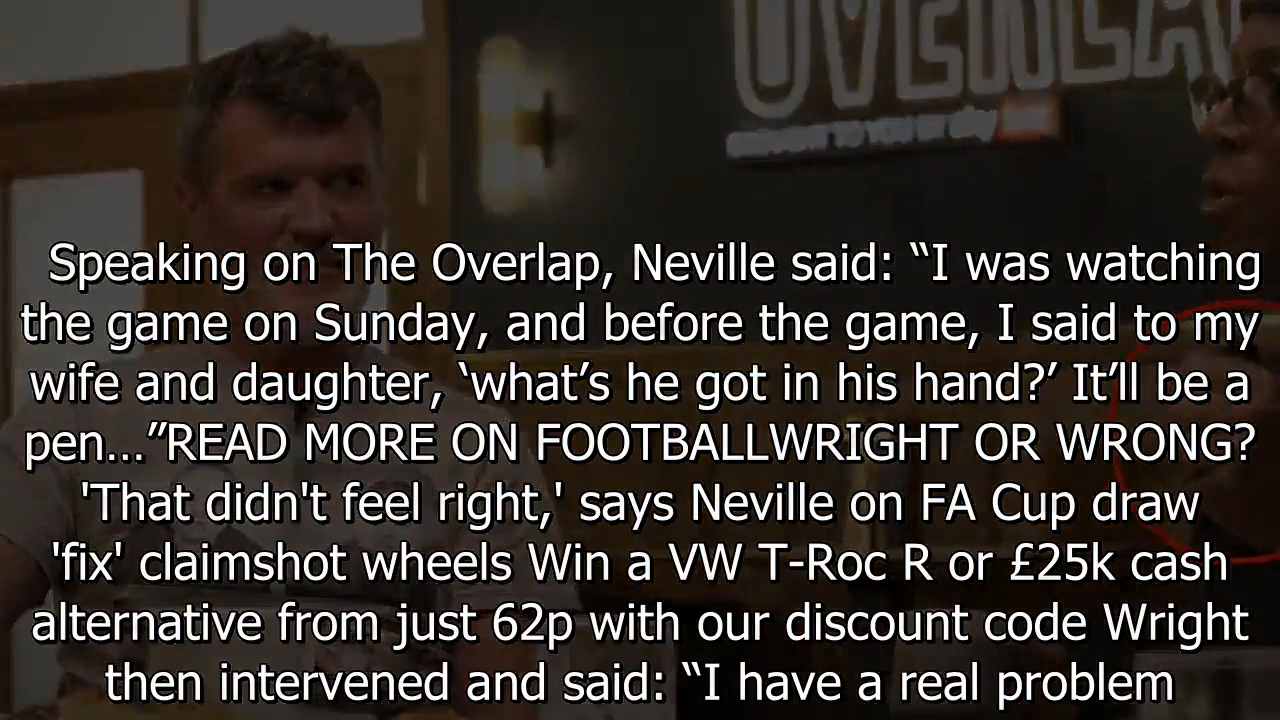 OVERLA
Speaking on The Overlap, Neville said: “I was watching
the game on Sunday, and before the game, I said to my
wife and daughter, ‘what’s he got in his hand?’ It’ll be a
pen...”READ MORE ON FOOTBALLWRIGHT OR WRONG?
'That didn't feel right,' says Neville on FA Cup draw
'fix' claimshot wheels Win a VW T-Roc R or £25k cash
alternative from just 62p with our discount code Wright
then intervened and said: “I have a real problem